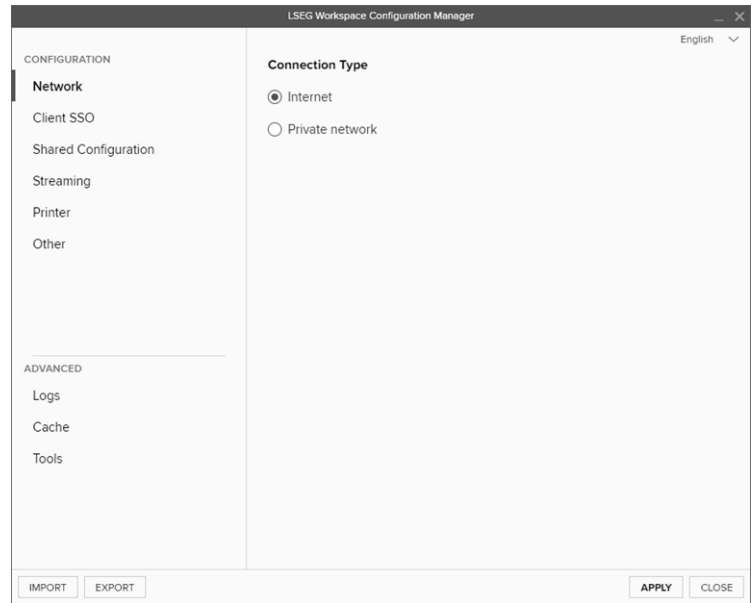 LSEG Workspace Configuration Manager
English
CONFIGURATION
Network
Client SSO
Shared Configuration
Streaming
Printer
Other
ADVANCED
Logs
Cache
Tools
Connection Type
Internet
Private network
IMPORT EXPORT APPLY CLOSE